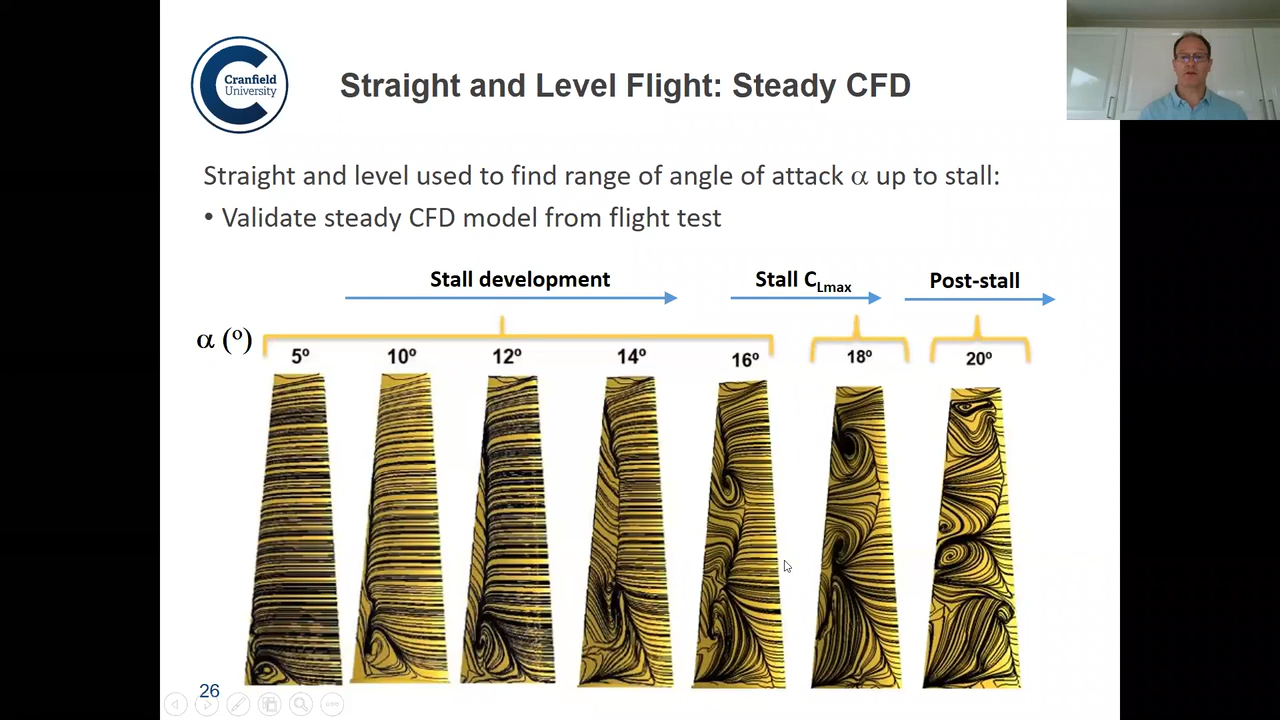 Cranfield
University
Straight and Level Flight: Steady CFD
Straight and level used to find range of angle of attack α up to stall:
• Validate steady CFD model from flight test
Stall development
Stall CLmax
Post-stall
α (º)
5º
10º
12º
14º
16º
18º
20º
26